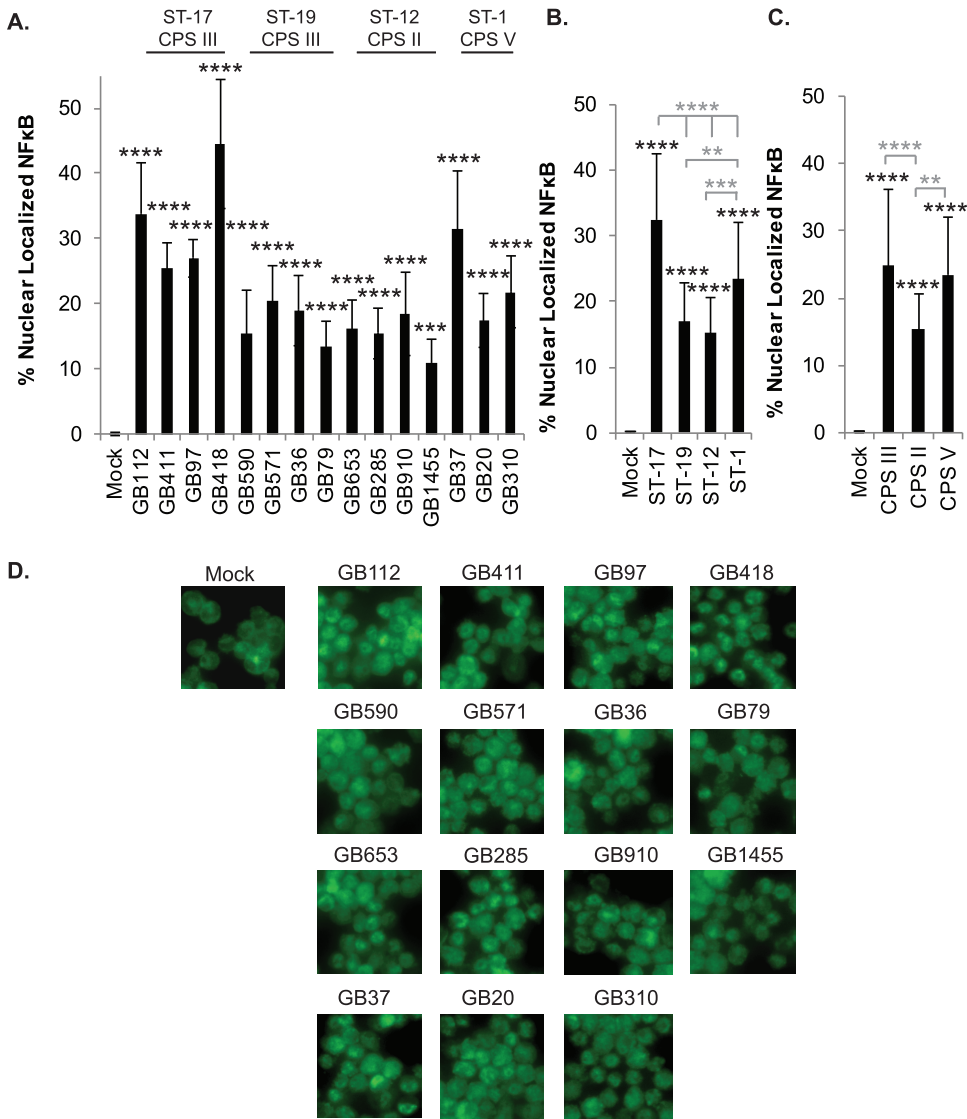 A.
ST-17
CPS III
ST-19
CPS III
ST-12
CPS II
ST-1
CPS V
% Nuclear Localized NFκB
50
40
30
20
10
0
****
****
****
****
****
****
****
****
****
****
****
***
****
****
****
Mock
GB112
GB411
GB97
GB418
GB590
GB571
GB36
GB79
GB653
GB285
GB910
GB1455
GB37
GB20
GB310
B.
% Nuclear Localized NFκB
50
40
30
20
10
0
****
**
***
****
****
****
****
Mock
ST-17
ST-19
ST-12
ST-1
C.
% Nuclear Localized NFκB
50
40
30
20
10
0
****
**
****
****
****
Mock
CPS III
CPS II
CPS V
D.
Mock GB112 GB411 GB97 GB418
GB590 GB571 GB36 GB79
GB653 GB285 GB910 GB1455
GB37 GB20 GB310